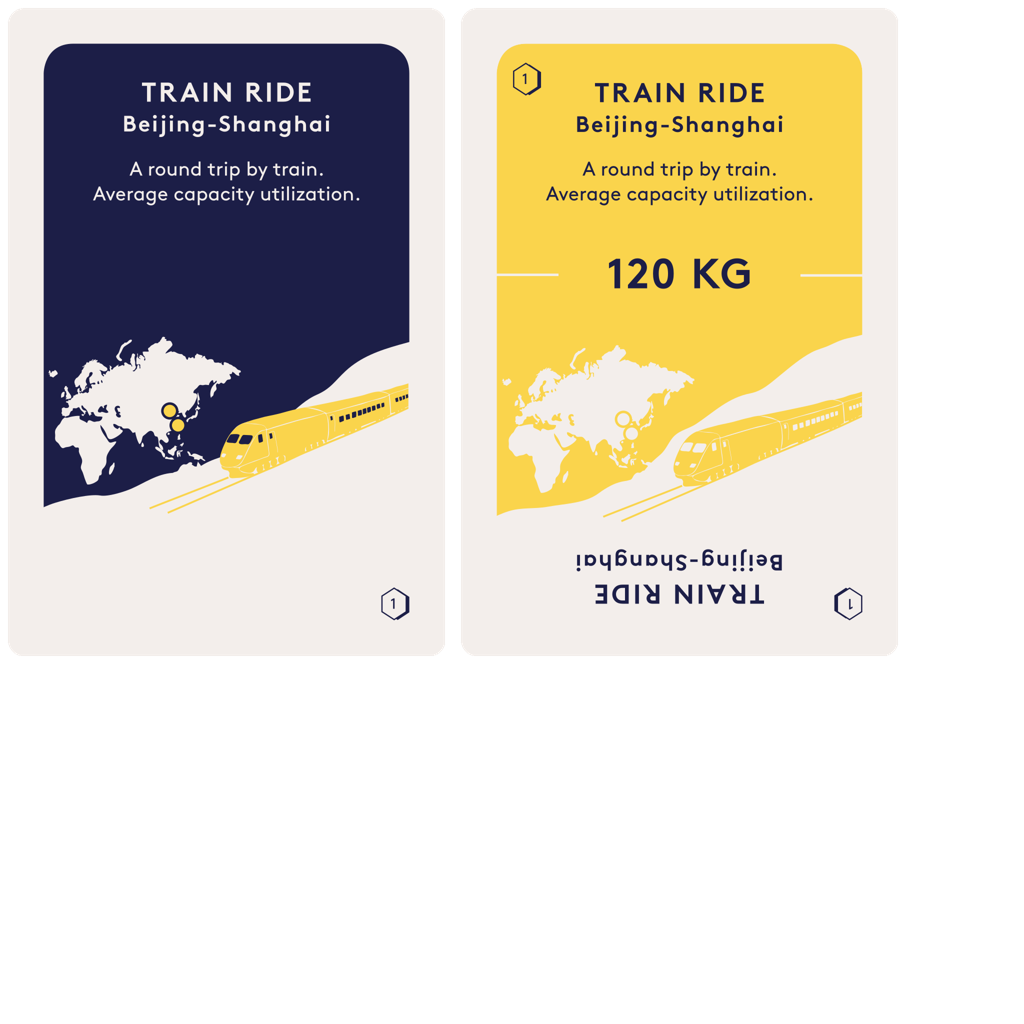 TRAIN RIDE
Beijing-Shanghai
A round trip by train.
Average capacity utilization.
1
1
TRAIN RIDE
Beijing-Shanghai
A round trip by train.
Average capacity utilization.
120 KG
Beijing-Shanghai
TRAIN RIDE
1